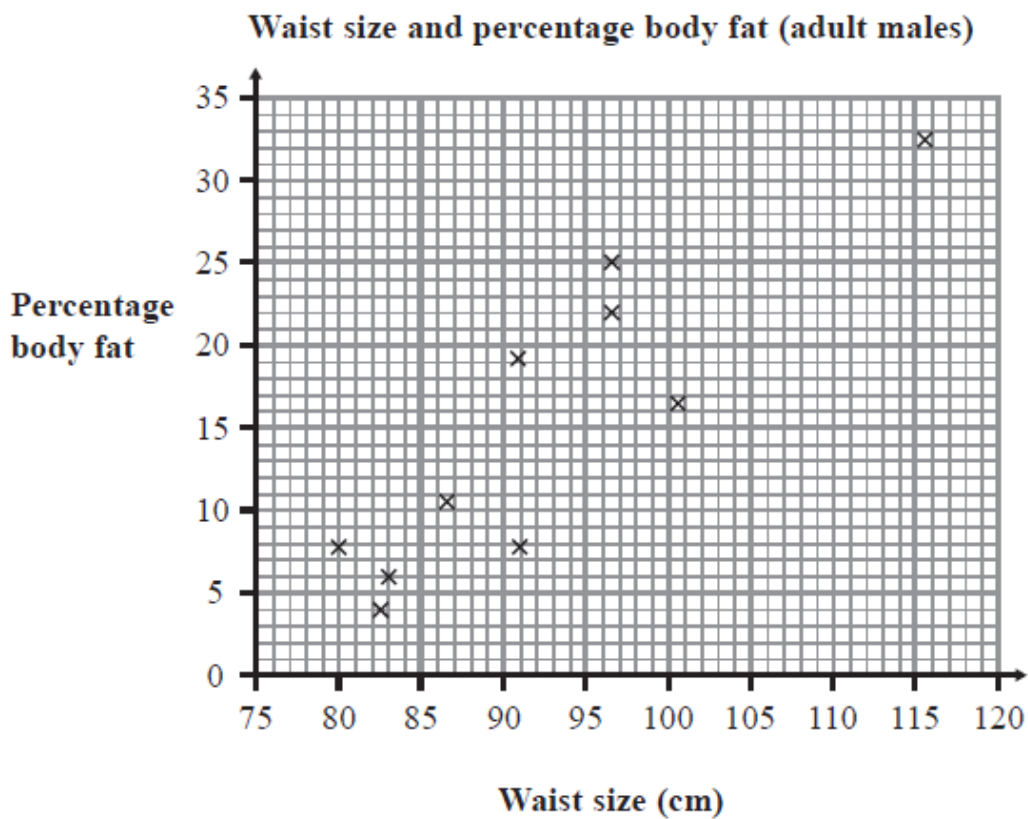 Waist size and percentage body fat (adult males)
35
30
25
Percentage
body fat
20
15
10
5
0
75 80 85 90 95 100 105 110 115 120
Waist size (cm)